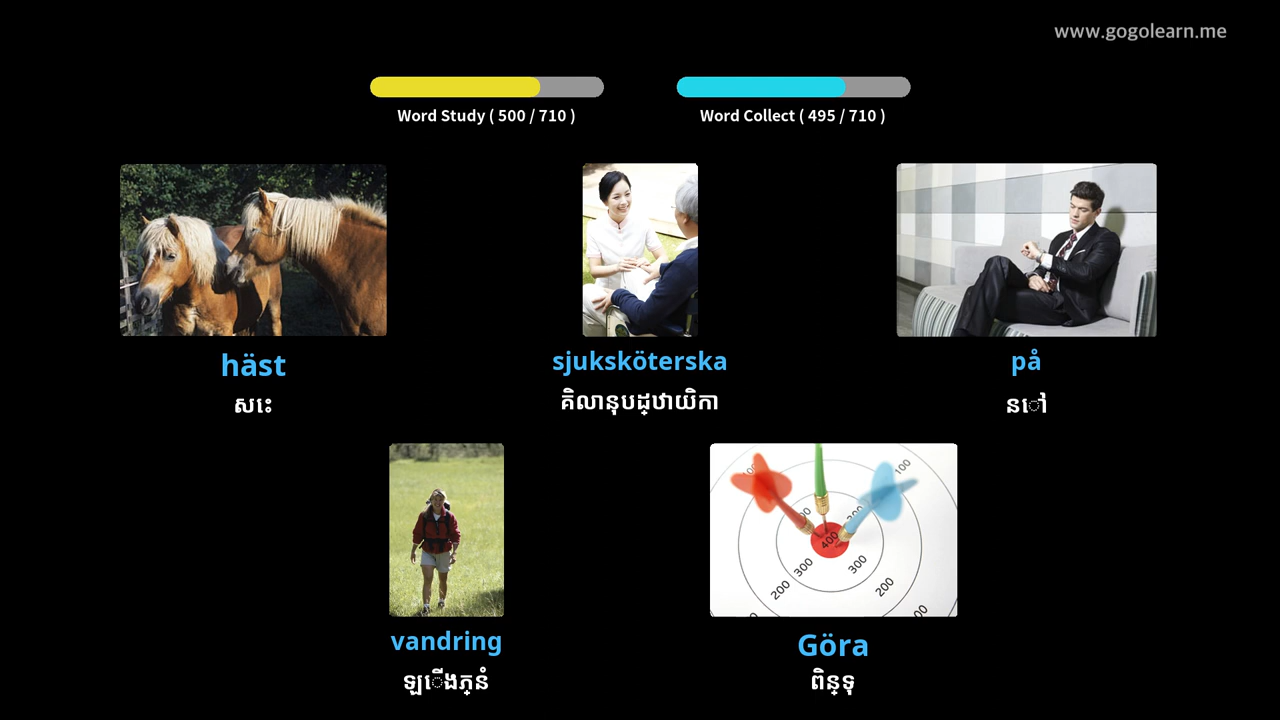 www.gogolearn.me
Word Study ( 500 / 710 )
Word Collect ( 495 / 710 )
häst
សេះ
sjuksköterska
គិលានុបដ្ឋាយិកា
på
នៅ
vandring
ឡើងភ្នំ
Göra
ពិន្ទុ